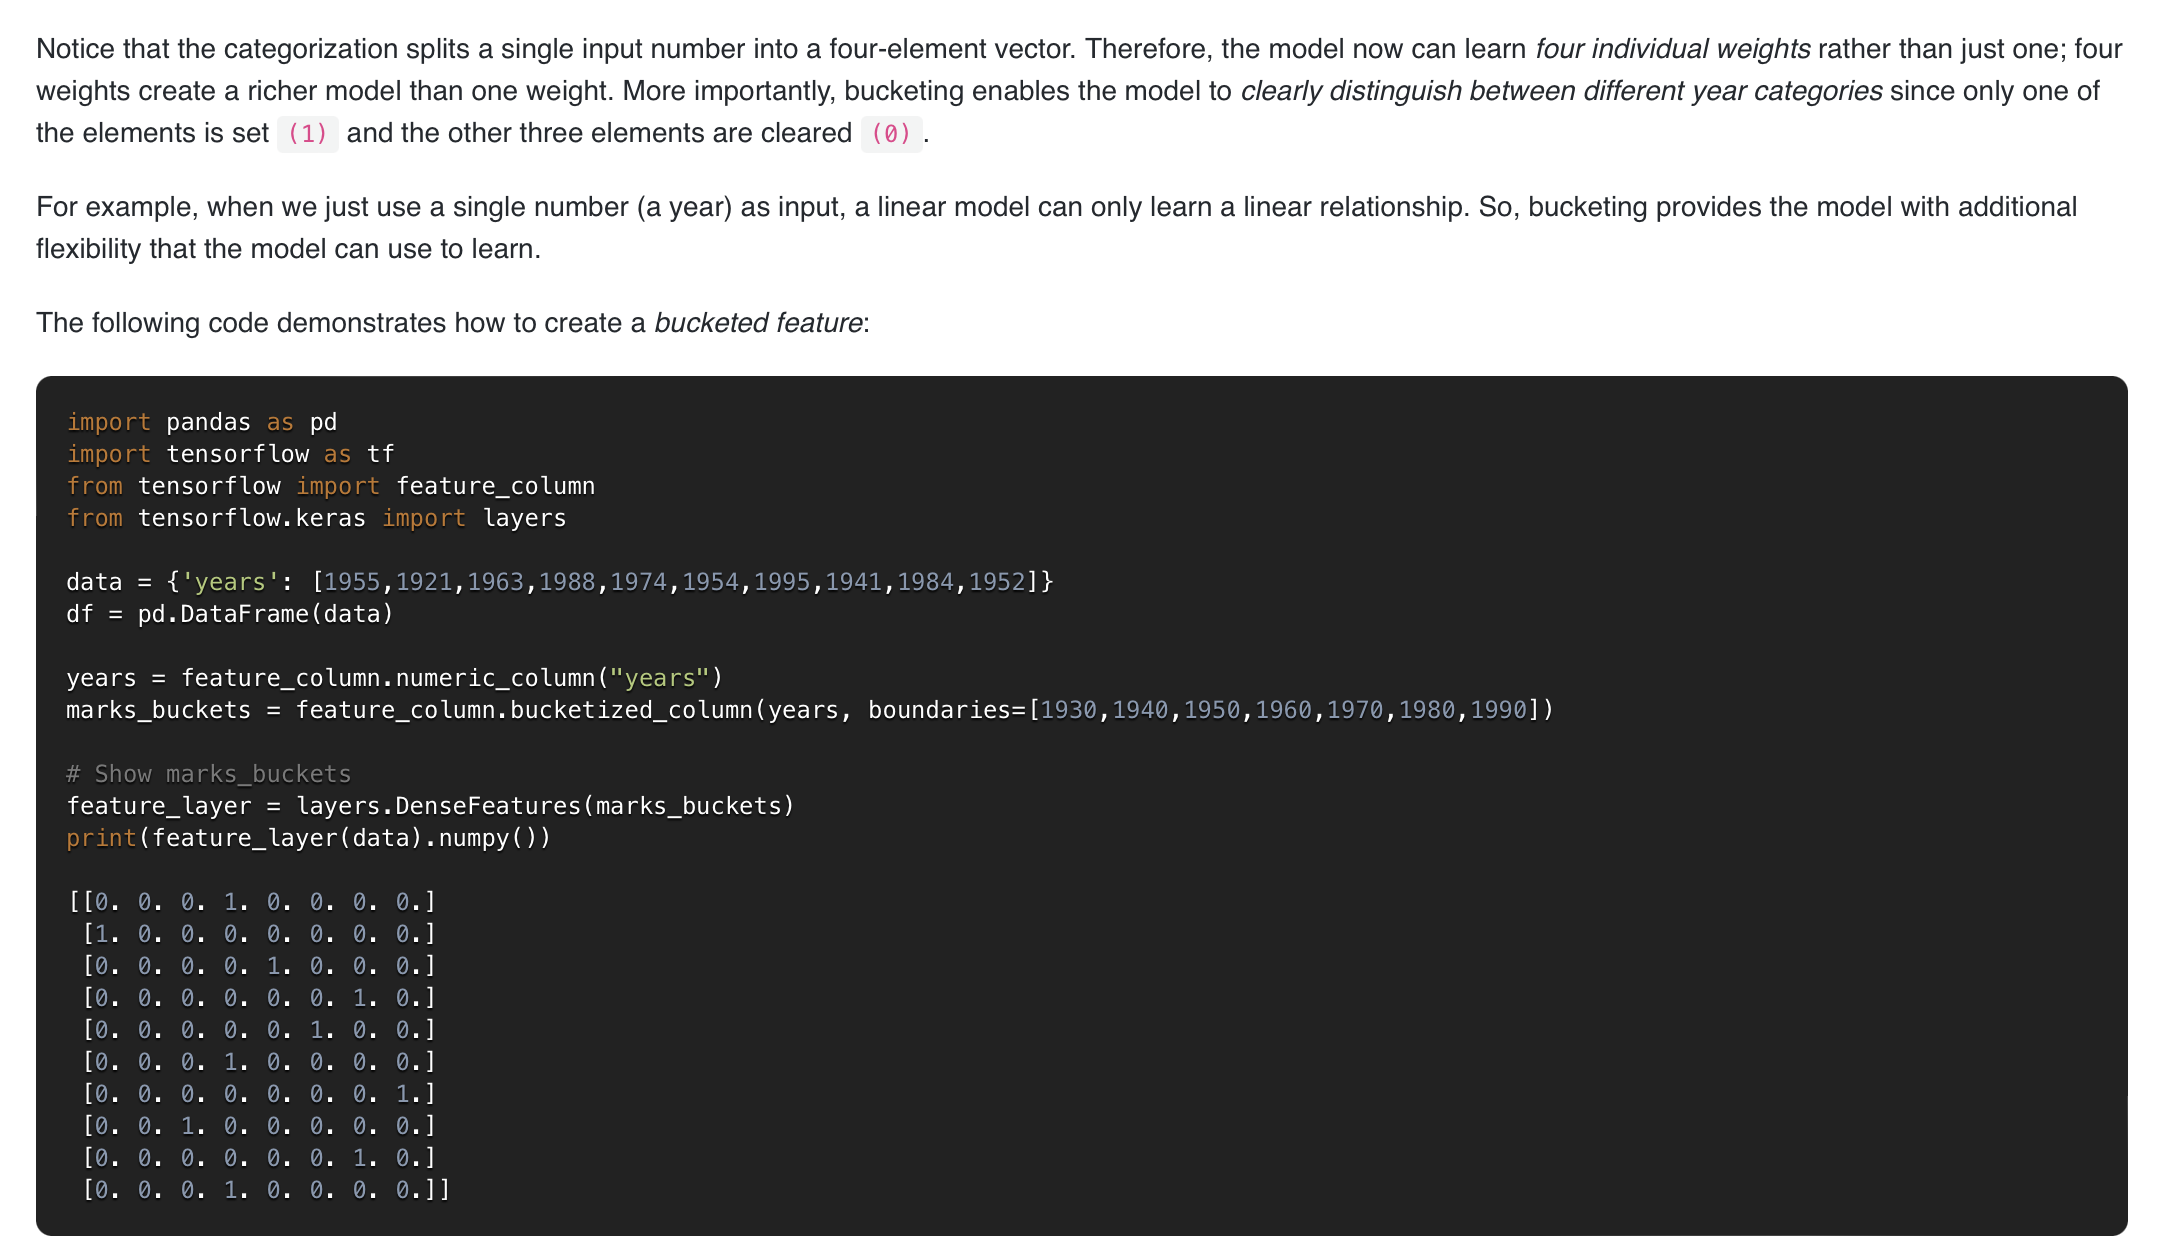 Notice that the categorization splits a single input number into a four-element vector. Therefore, the model now can learn four individual weights rather than just one; four
weights create a richer model than one weight. More importantly, bucketing enables the model to clearly distinguish between different year categories since only one of
the elements is set (1) and the other three elements are cleared (0) .
For example, when we just use a single number (a year) as input, a linear model can only learn a linear relationship. So, bucketing provides the model with additional
flexibility that the model can use to learn.
The following code demonstrates how to create a bucketed feature:
import pandas as pd
import tensorflow as tf
from tensorflow import feature_column
from tensorflow.keras import layers
data = {'years': [1955,1921,1963,1988,1974,1954,1995,1941,1984,1952]}
df = pd.DataFrame(data)
years = feature_column.numeric_column("years")
marks_buckets = feature_column.bucketized_column(years, boundaries=[1930,1940,1950,1960,1970,1980,1990])
# Show marks_buckets
feature_layer = layers.DenseFeatures(marks_buckets)
print(feature_layer(data).numpy())
[[0. 0. 0. 1. 0. 0. 0. 0.]
[1. 0. 0. 0. 0. 0. 0. 0.]
[0. 0. 0. 0. 1. 0. 0. 0.]
[0. 0. 0. 0. 0. 0. 1. 0.]
[0. 0. 0. 0. 0. 1. 0. 0.]
[0. 0. 0. 1. 0. 0. 0. 0.]
[0. 0. 0. 0. 0. 0. 0. 1.]
[0. 0. 1. 0. 0. 0. 0. 0.]
[0. 0. 0. 0. 0. 0. 1. 0.]
[0. 0. 0. 1. 0. 0. 0. 0.]]